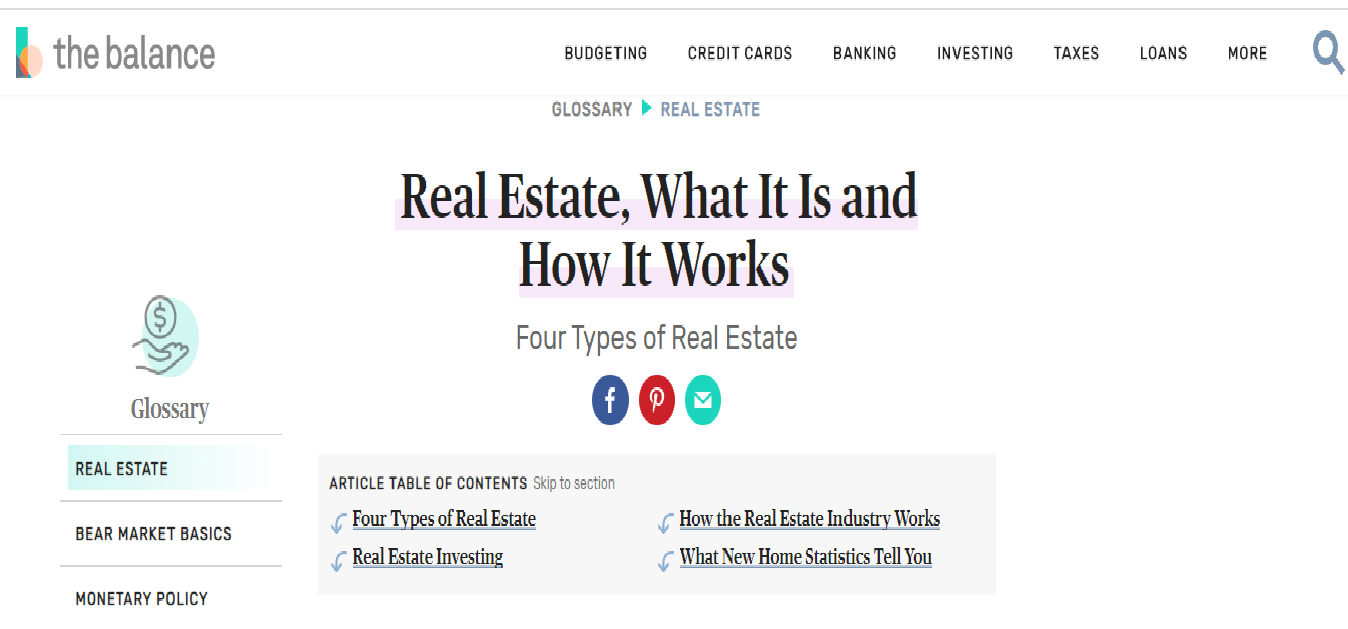 the balance
BUDGETING CREDIT CARDS BANKING INVESTING TAXES LOANS MORE
GLOSSARY REAL ESTATE
Real Estate, What It Is and
How It Works
Four Types of Real Estate
Glossary
REAL ESTATE
BEAR MARKET BASICS
MONETARY POLICY
ARTICLE TABLE OF CONTENTS Skip to section
Four Types of Real Estate
How the Real Estate Industry Works
Real Estate Investing
What New Home Statistics Tell You